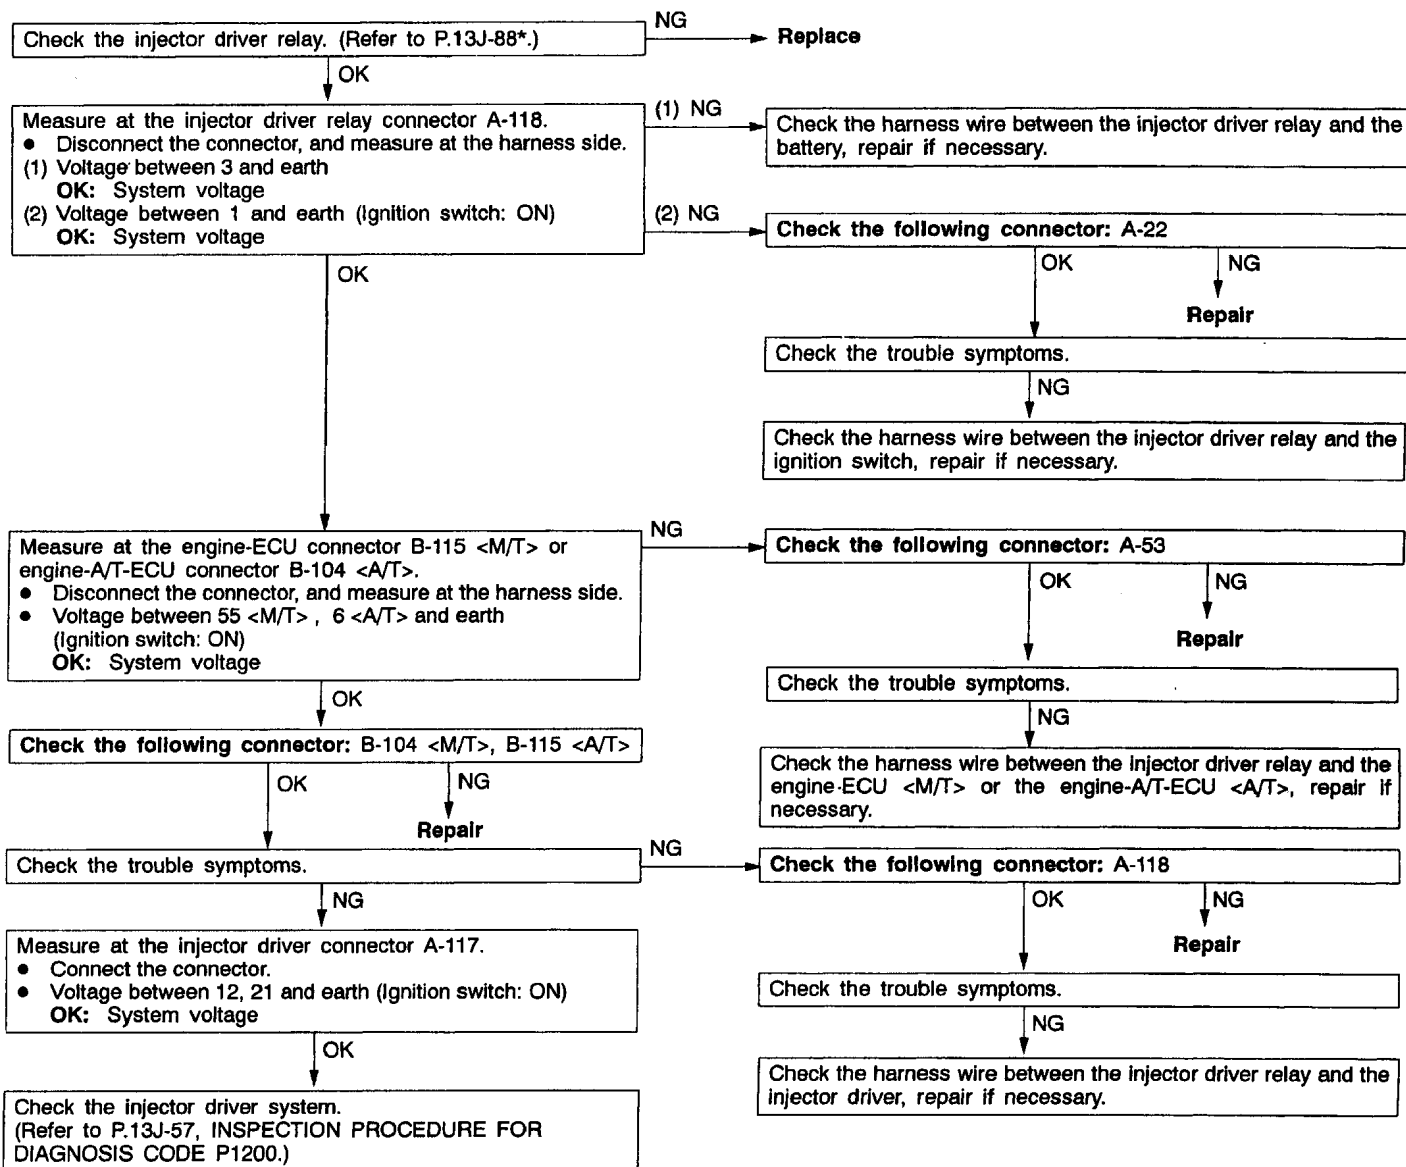 Check the injector driver relay. (Refer to P.13J-88*.)
NG
Replace
OK
Measure at the injector driver relay connector A-118.
● Disconnect the connector, and measure at the harness side.
(1) Voltage between 3 and earth
OK: System voltage
(2) Voltage between 1 and earth (Ignition switch: ON)
OK: System voltage
(1) NG
Check the harness wire between the injector driver relay and the
battery, repair if necessary.
(2) NG
Check the following connector: A-22
OK
NG
Repair
Check the trouble symptoms.
NG
Check the harness wire between the injector driver relay and the
ignition switch, repair if necessary.
OK
Measure at the engine-ECU connector B-115 <M/T> or
engine-A/T-ECU connector B-104 <A/T>.
● Disconnect the connector, and measure at the harness side.
● Voltage between 55 <M/T> , 6 <A/T> and earth
(Ignition switch: ON)
OK: System voltage
NG
Check the following connector: A-53
OK
NG
Repair
Check the trouble symptoms.
NG
Check the harness wire between the injector driver relay and the
engine-ECU <M/T> or the engine-A/T-ECU <A/T>, repair if
necessary.
OK
Check the following connector: B-104 <M/T>, B-115 <A/T>
OK
NG
Repair
Check the trouble symptoms.
NG
Check the following connector: A-118
OK
NG
Repair
Check the trouble symptoms.
NG
Check the harness wire between the injector driver relay and the
injector driver, repair if necessary.
NG
Measure at the injector driver connector A-117.
● Connect the connector.
● Voltage between 12, 21 and earth (Ignition switch: ON)
OK: System voltage
OK
Check the injector driver system.
(Refer to P.13J-57, INSPECTION PROCEDURE FOR
DIAGNOSIS CODE P1200.)